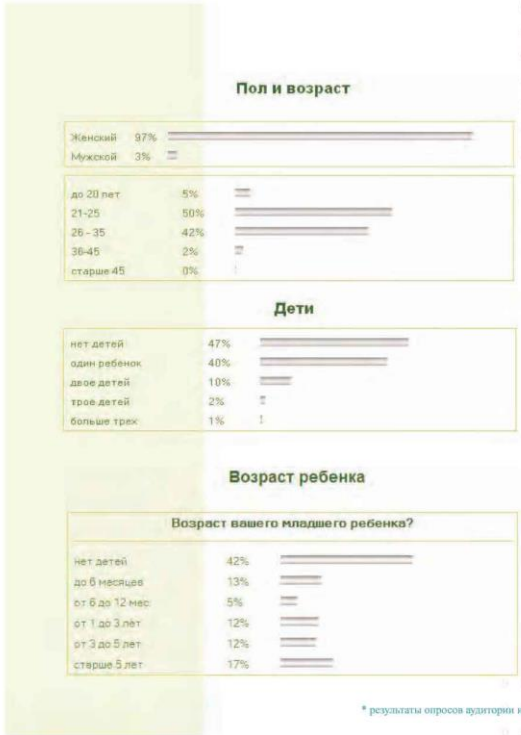 Пол и возраст
Женский 97%
Мужской 3%
до 20 лет 5%
21-25 50%
26 - 35 42%
36-45 2%
старше 45 0%
Дети
нет детей 47%
один ребенок 40%
двое детей 10%
трое детей 2%
больше трех 1%
Возраст ребенка
Возраст вашего младшего ребенка?
нет детей 42%
до 6 месяцев 13%
от 6 до 12 мес 5%
от 1 до 3 лет 12%
от 3 до 5 лет 12%
старше 5 лет 17%
* результаты опросов аудитории